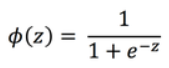 ϕ(z) = 1 / (1 + e^{-z})